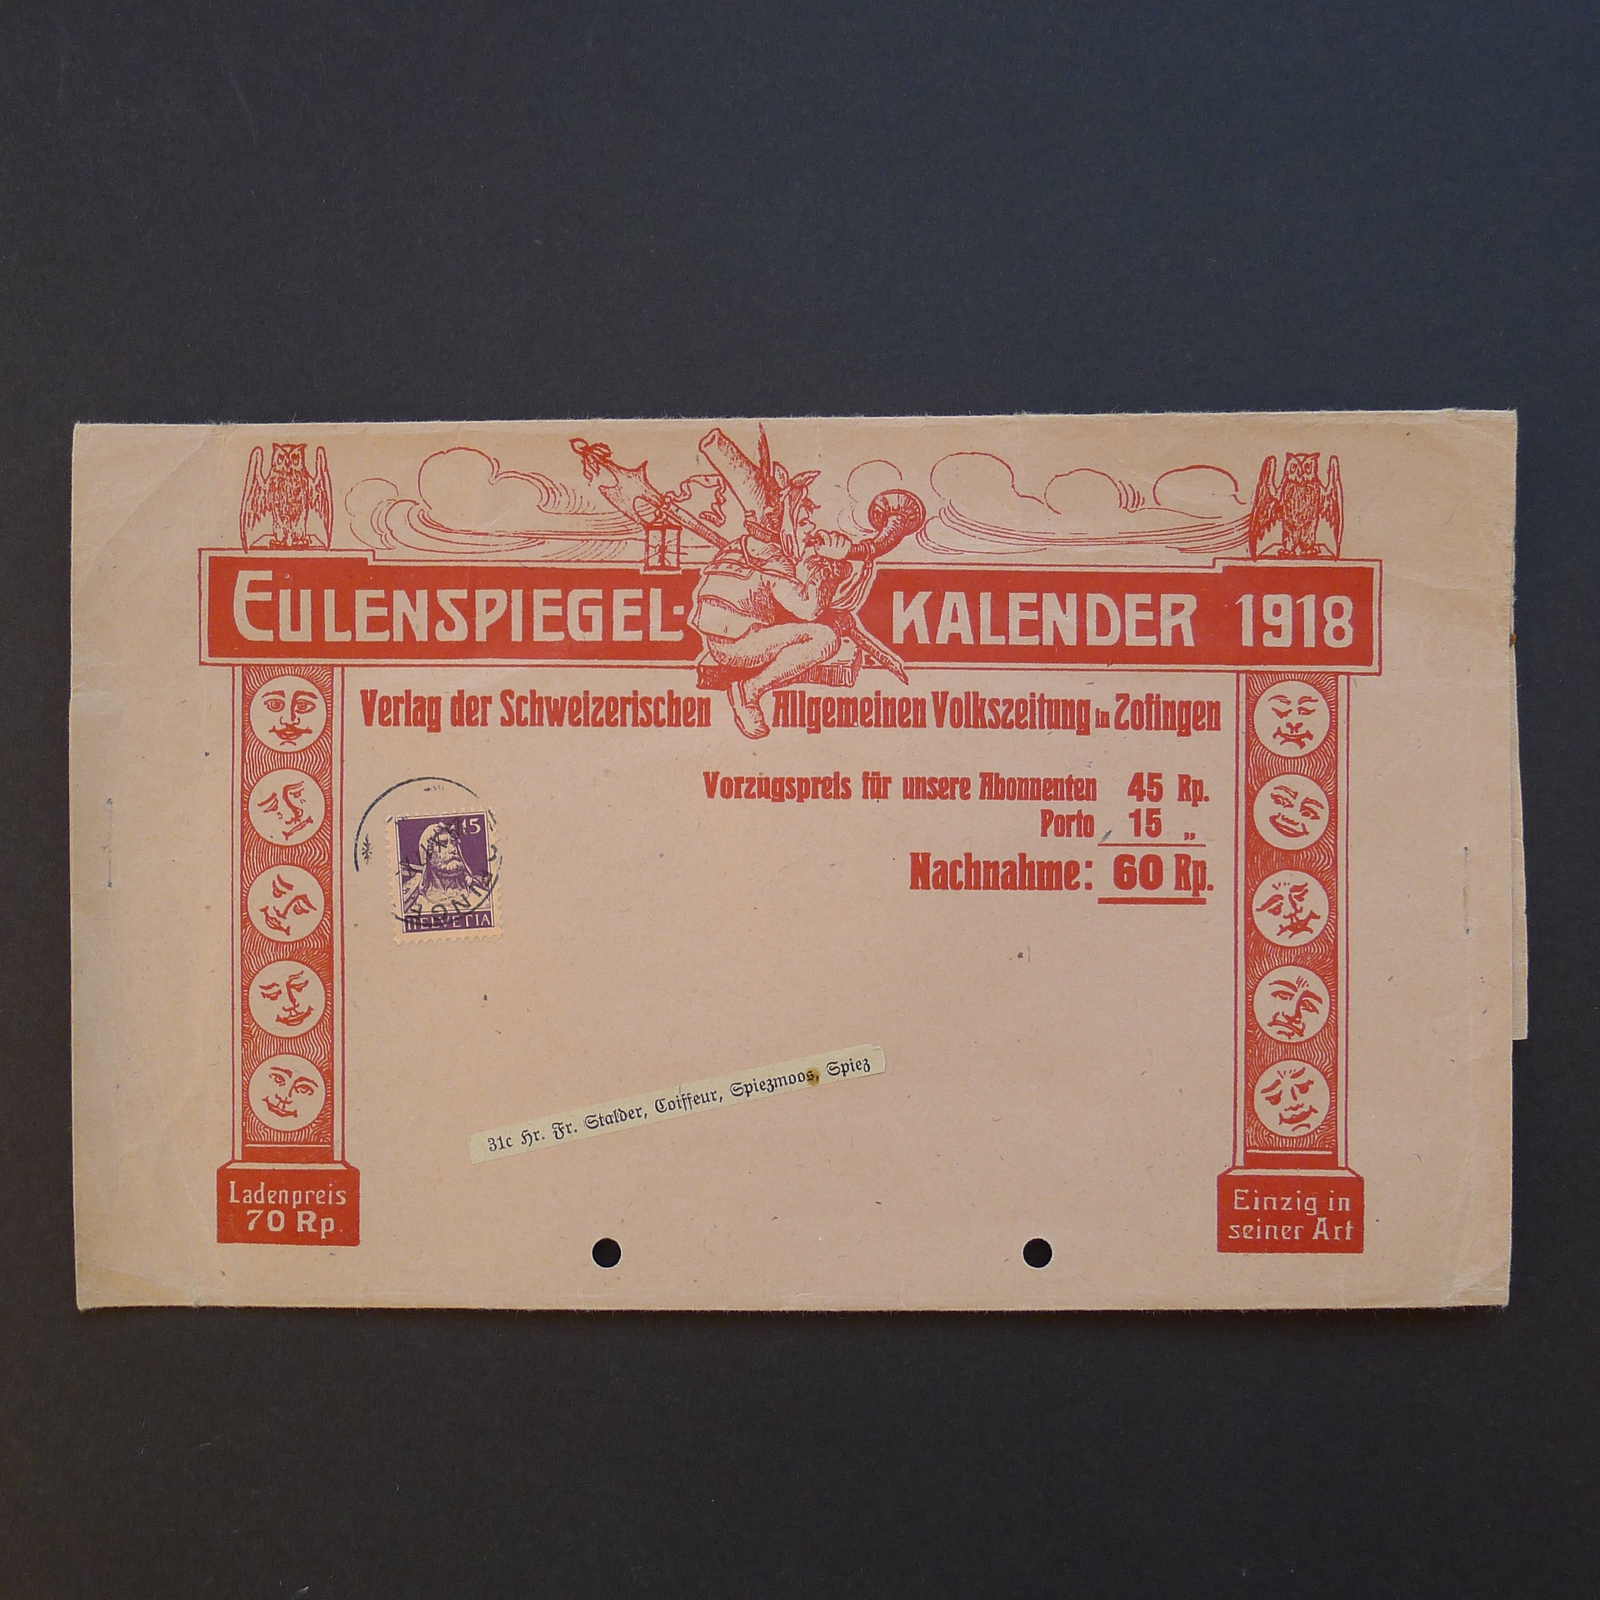 EULENSPIEGEL-KALENDER 1918
Verlag der Schweizerischen Allgemeinen Volkszeitung in Zofingen
Vorzugspreis für unsere Abonnenten 45 Rp.
Porto 15 „
Nachnahme: 60 Rp.
15
HELVETIA
31c Hr. Fr. Stalder, Coiffeur, Spiezmoos, Spiez
Ladenpreis
70 Rp.
Einzig in
seiner Art